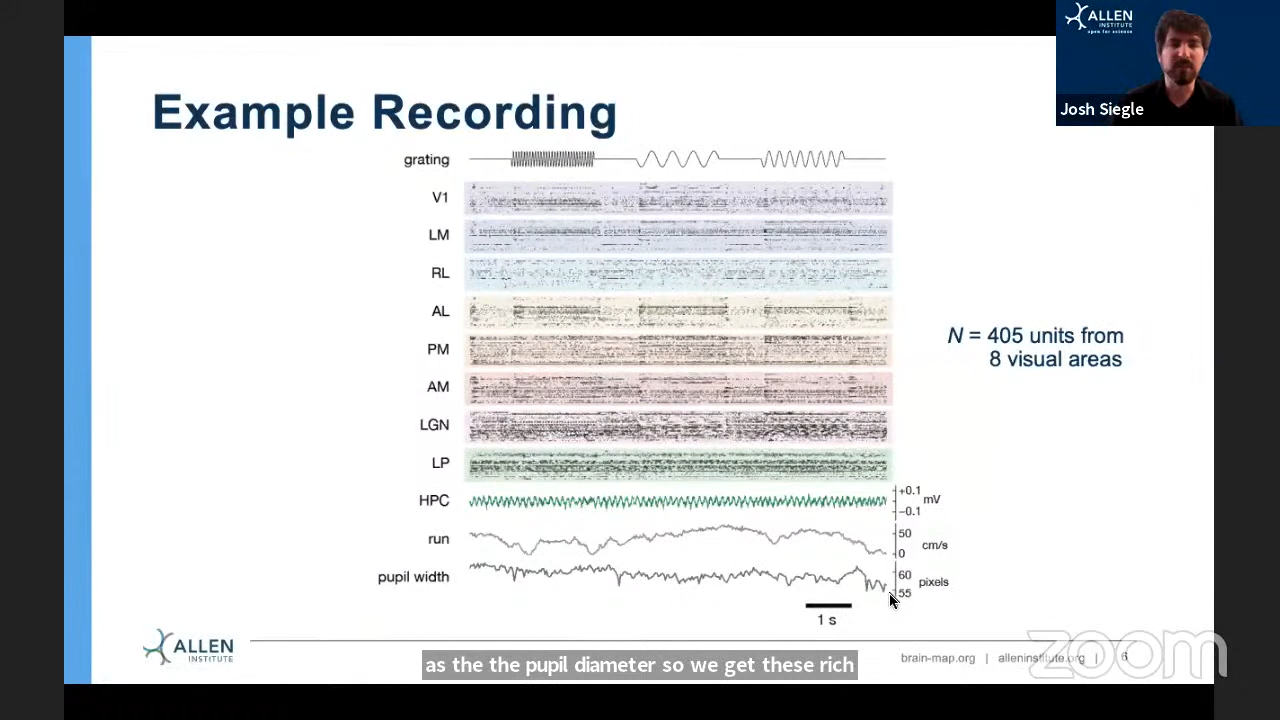 ALLEN
INSTITUTE
open for science
Josh Siegle
Example Recording
grating
V1
LM
RL
AL
PM
AM
LGN
LP
HPC
+0.1
mV
−0.1
run
50
cm/s
0
pupil width
60
pixels
55
1 s
N = 405 units from
8 visual areas
ALLEN
INSTITUTE
brain-map.org | alleninstitute.org | 6
zoom
as the the pupil diameter so we get these rich